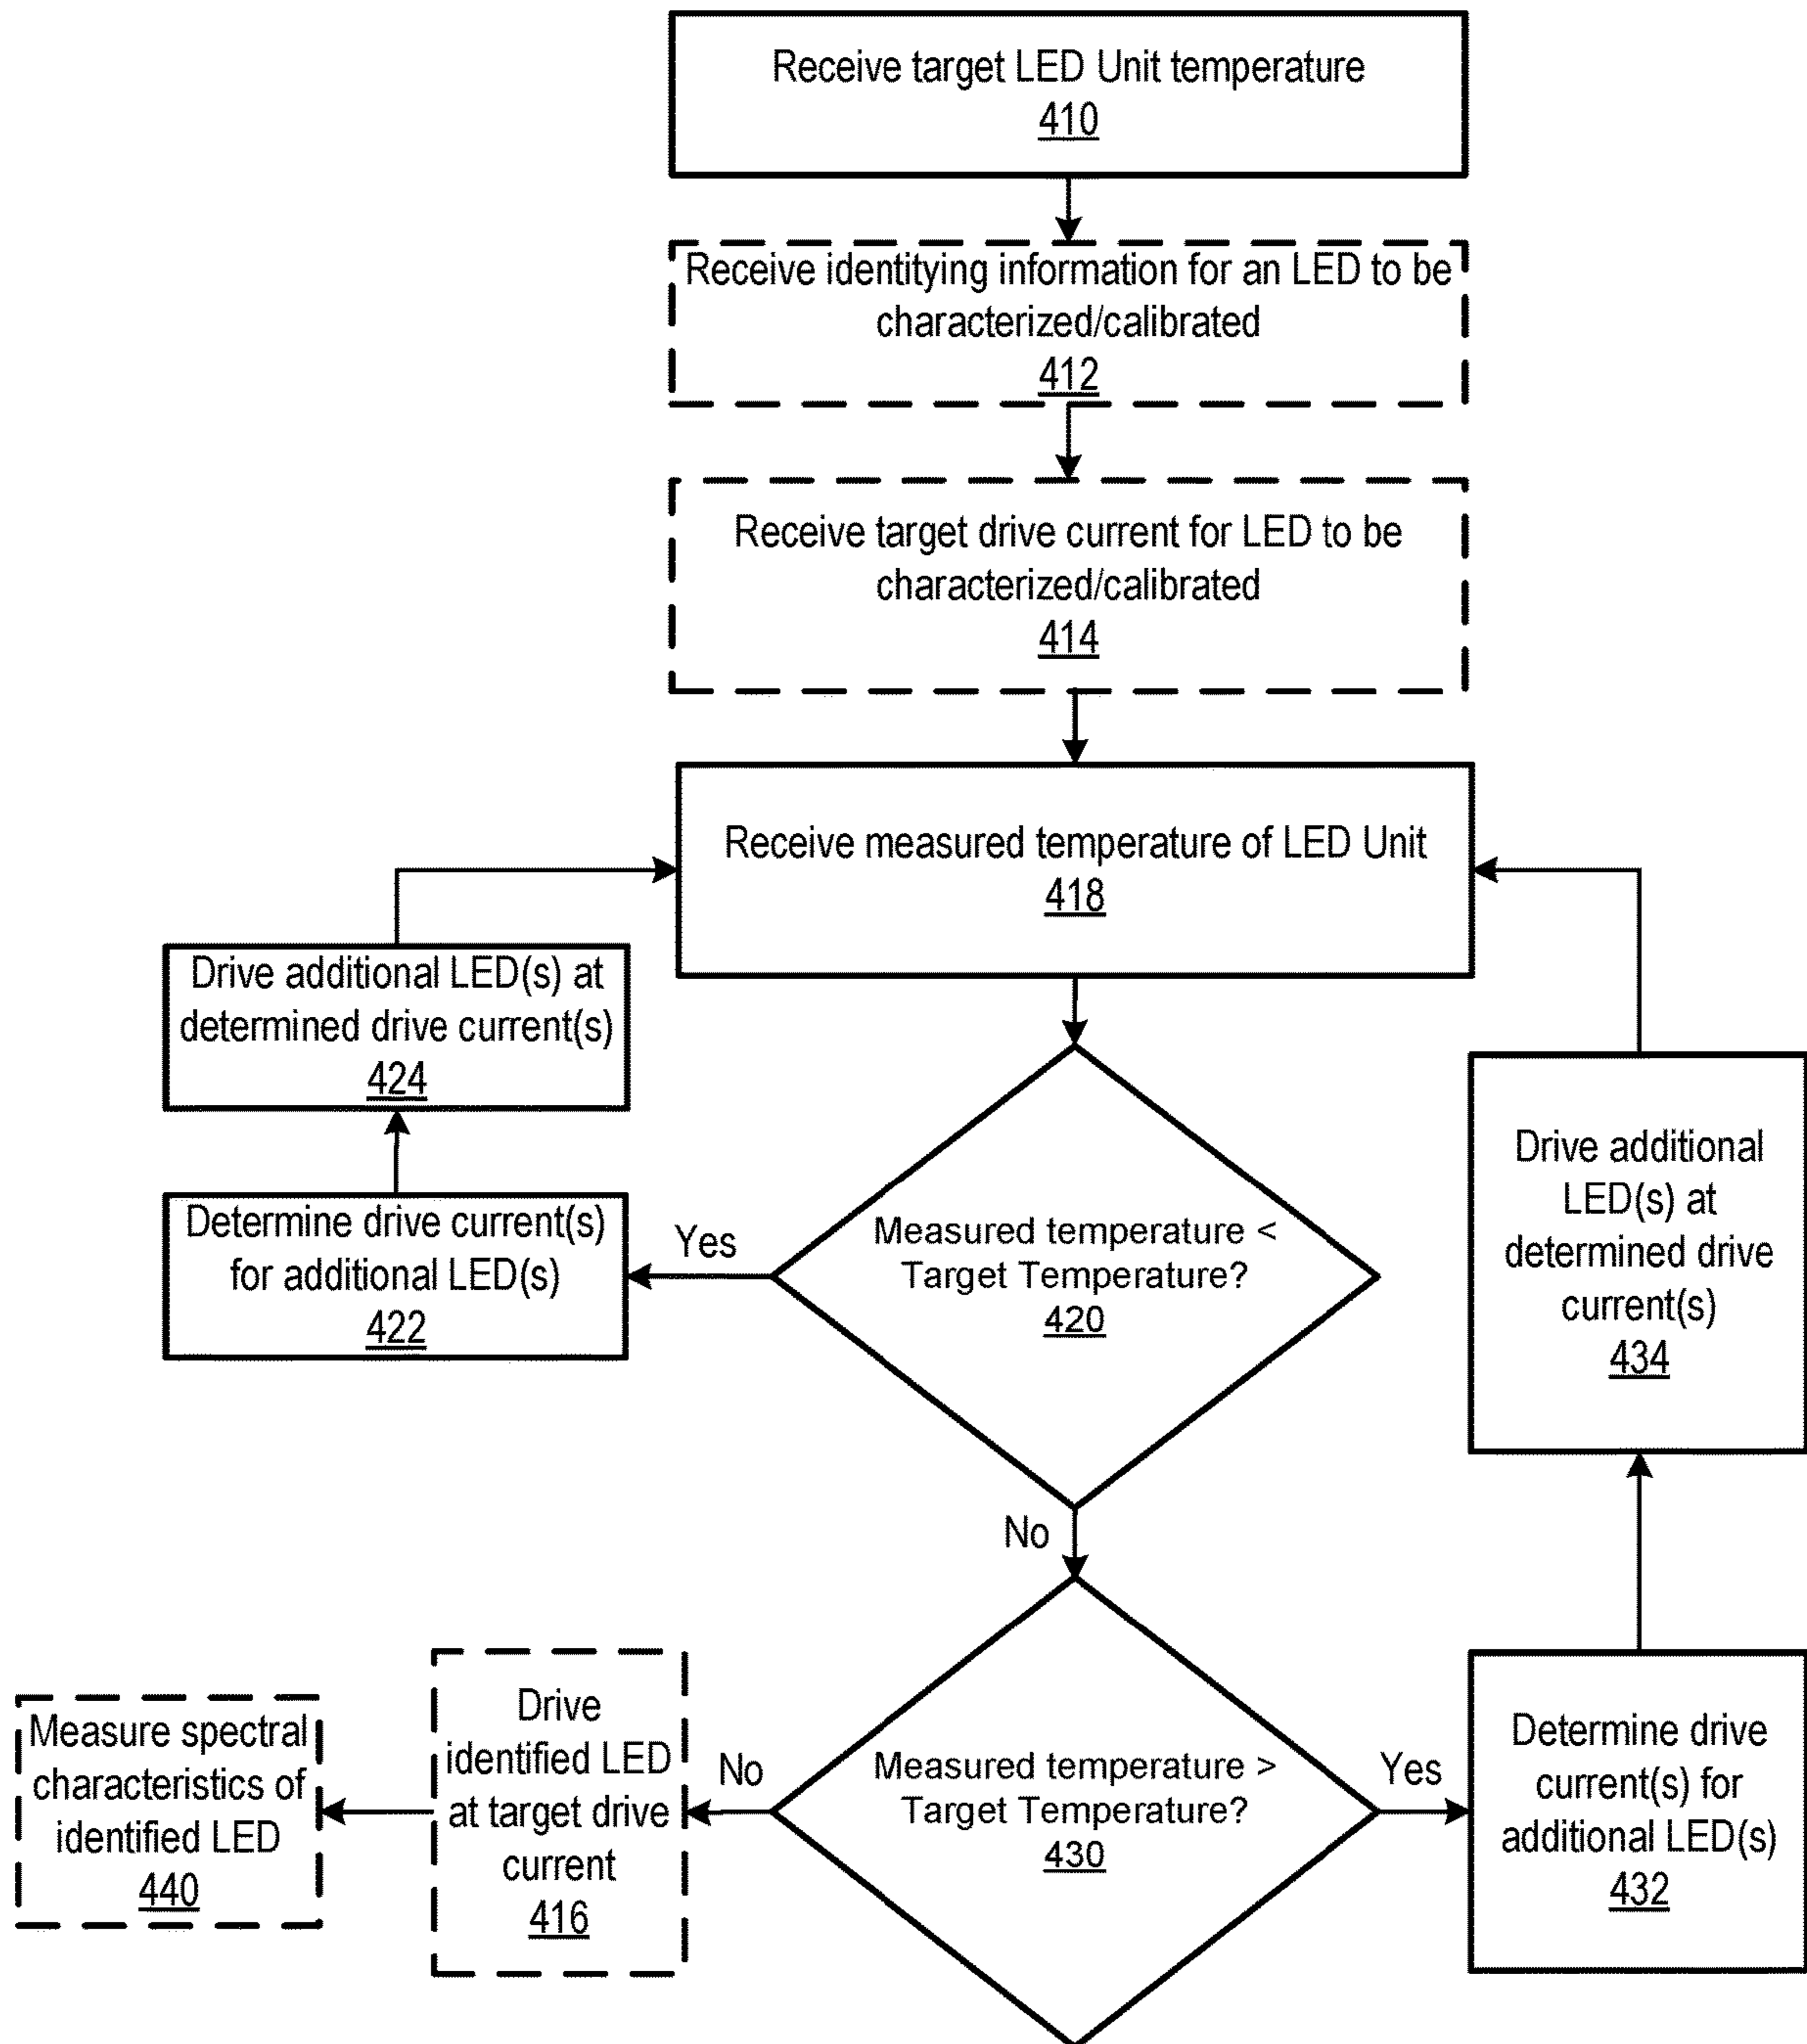 Receive target LED Unit temperature
410
Receive identitying information for an LED to be
characterized/calibrated
412
Receive target drive current for LED to be
characterized/calibrated
414
Receive measured temperature of LED Unit
418
Drive additional LED(s) at
determined drive current(s)
424
Determine drive current(s)
for additional LED(s)
422
Yes
Measured temperature <
Target Temperature?
420
No
Drive additional
LED(s) at
determined drive
current(s)
434
Measure spectral
characteristics of
identified LED
440
Drive
identified LED
at target drive
current
416
No
Measured temperature >
Target Temperature?
430
Yes
Determine drive
current(s) for
additional LED(s)
432